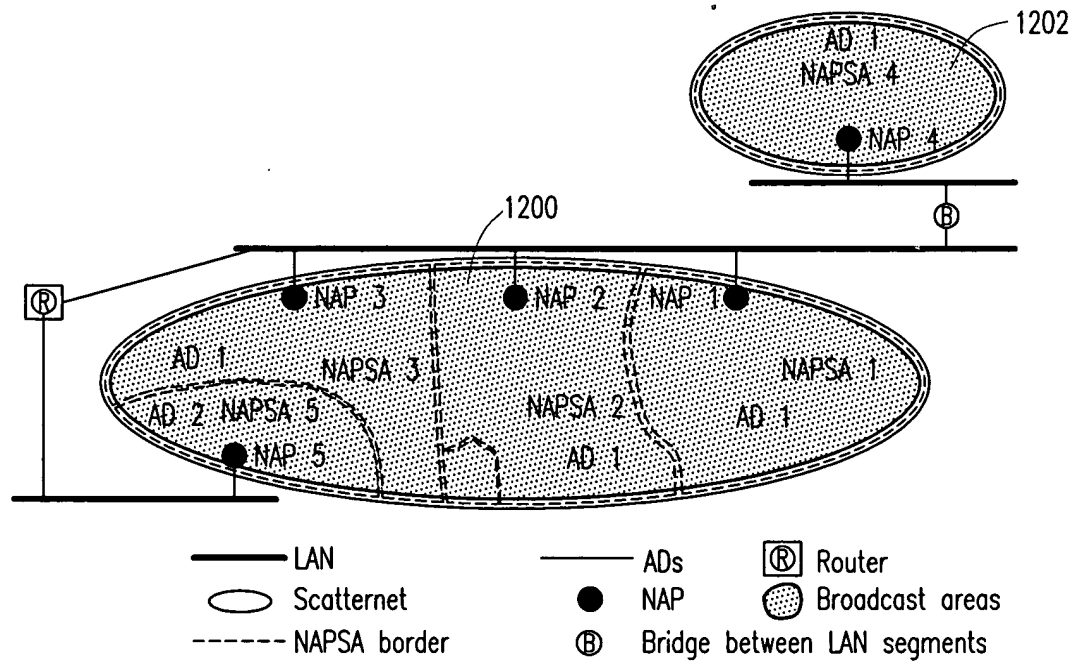 1202
AD 1
NAPSA 4
NAP 4
B
1200
R
NAP 3
NAP 2
NAP 1
AD 1
NAPSA 3
NAPSA 1
AD 2
NAPSA 5
NAPSA 2
AD 1
NAP 5
AD 1
LAN
ADs
R Router
Scatternet
NAP
Broadcast areas
NAPSA border
B Bridge between LAN segments